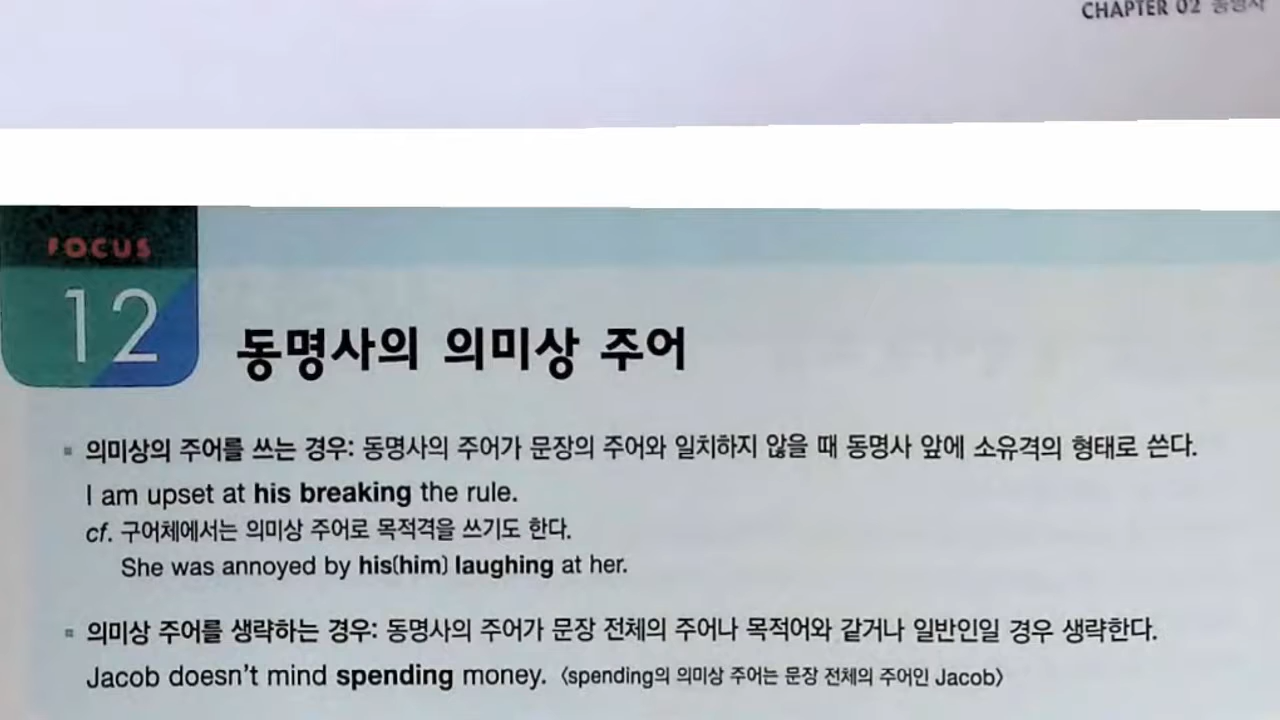 CHAPTER 02 동명사
FOCUS
12
동명사의 의미상 주어
▪ 의미상의 주어를 쓰는 경우: 동명사의 주어가 문장의 주어와 일치하지 않을 때 동명사 앞에 소유격의 형태로 쓴다.
I am upset at his breaking the rule.
cf. 구어체에서는 의미상 주어로 목적격을 쓰기도 한다.
She was annoyed by his(him) laughing at her.
▪ 의미상 주어를 생략하는 경우: 동명사의 주어가 문장 전체의 주어나 목적어와 같거나 일반인일 경우 생략한다.
Jacob doesn't mind spending money. 〈spending의 의미상 주어는 문장 전체의 주어인 Jacob〉